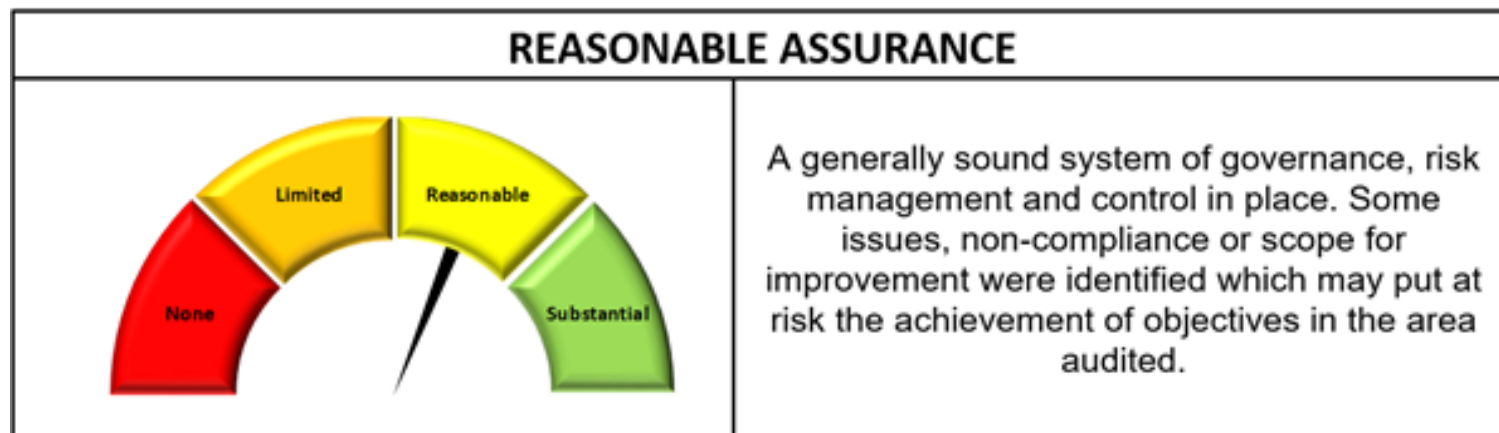 REASONABLE ASSURANCE
Limited
Reasonable
None
Substantial
A generally sound system of governance, risk
management and control in place. Some
issues, non-compliance or scope for
improvement were identified which may put at
risk the achievement of objectives in the area
audited.